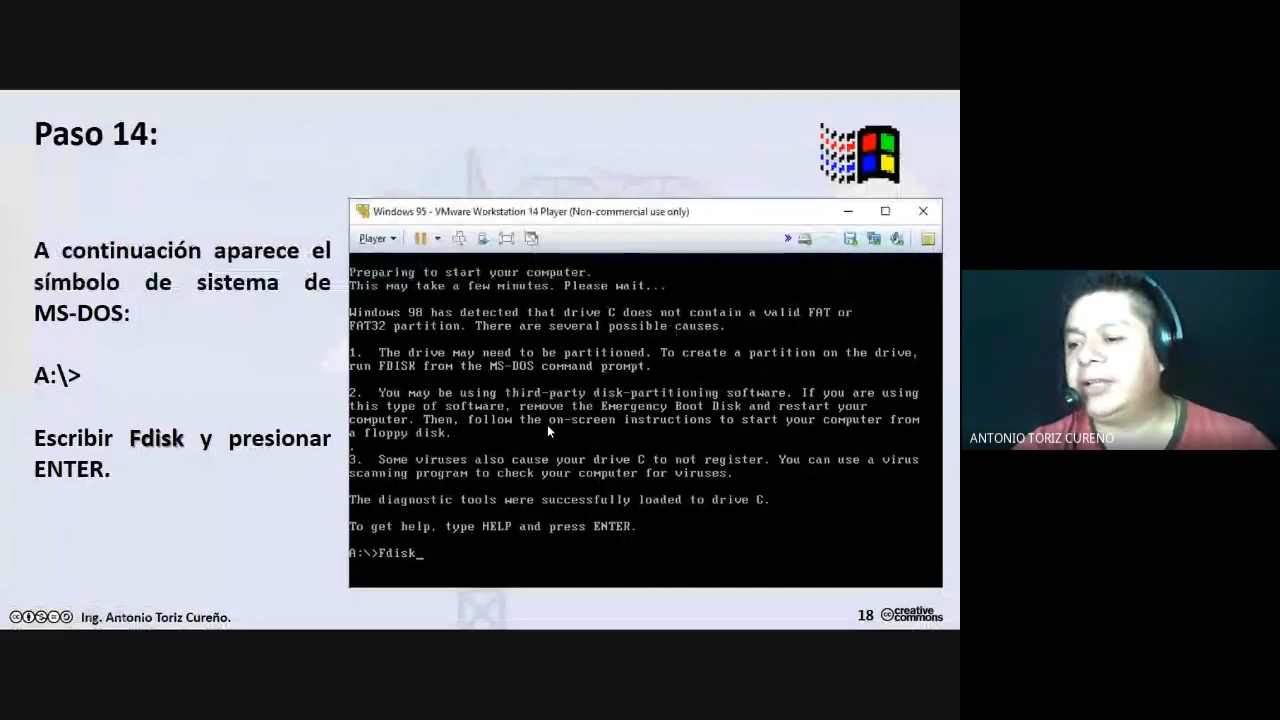 Paso 14:
A continuación aparece el
símbolo de sistema de
MS-DOS:
A:\>
Escribir Fdisk y presionar
ENTER.
Windows 95 - VMware Workstation 14 Player (Non-commercial use only)
Player
Preparing to start your computer.
This may take a few minutes. Please wait...
Windows 98 has detected that drive C does not contain a valid FAT or
FAT32 partition. There are several possible causes.
1. The drive may need to be partitioned. To create a partition on the drive,
run FDISK from the MS-DOS command prompt.
2. You may be using third-party disk-partitioning software. If you are using
this type of software, remove the Emergency Boot Disk and restart your
computer. Then, follow the on-screen instructions to start your computer from
a floppy disk.
.
3. Some viruses also cause your drive C to not register. You can use a virus
scanning program to check your computer for viruses.
The diagnostic tools were successfully loaded to drive C.
To get help, type HELP and press ENTER.
A:\>Fdisk_
Ing. Antonio Toriz Cureño.
18
creative
commons
ANTONIO TORIZ CUREÑO